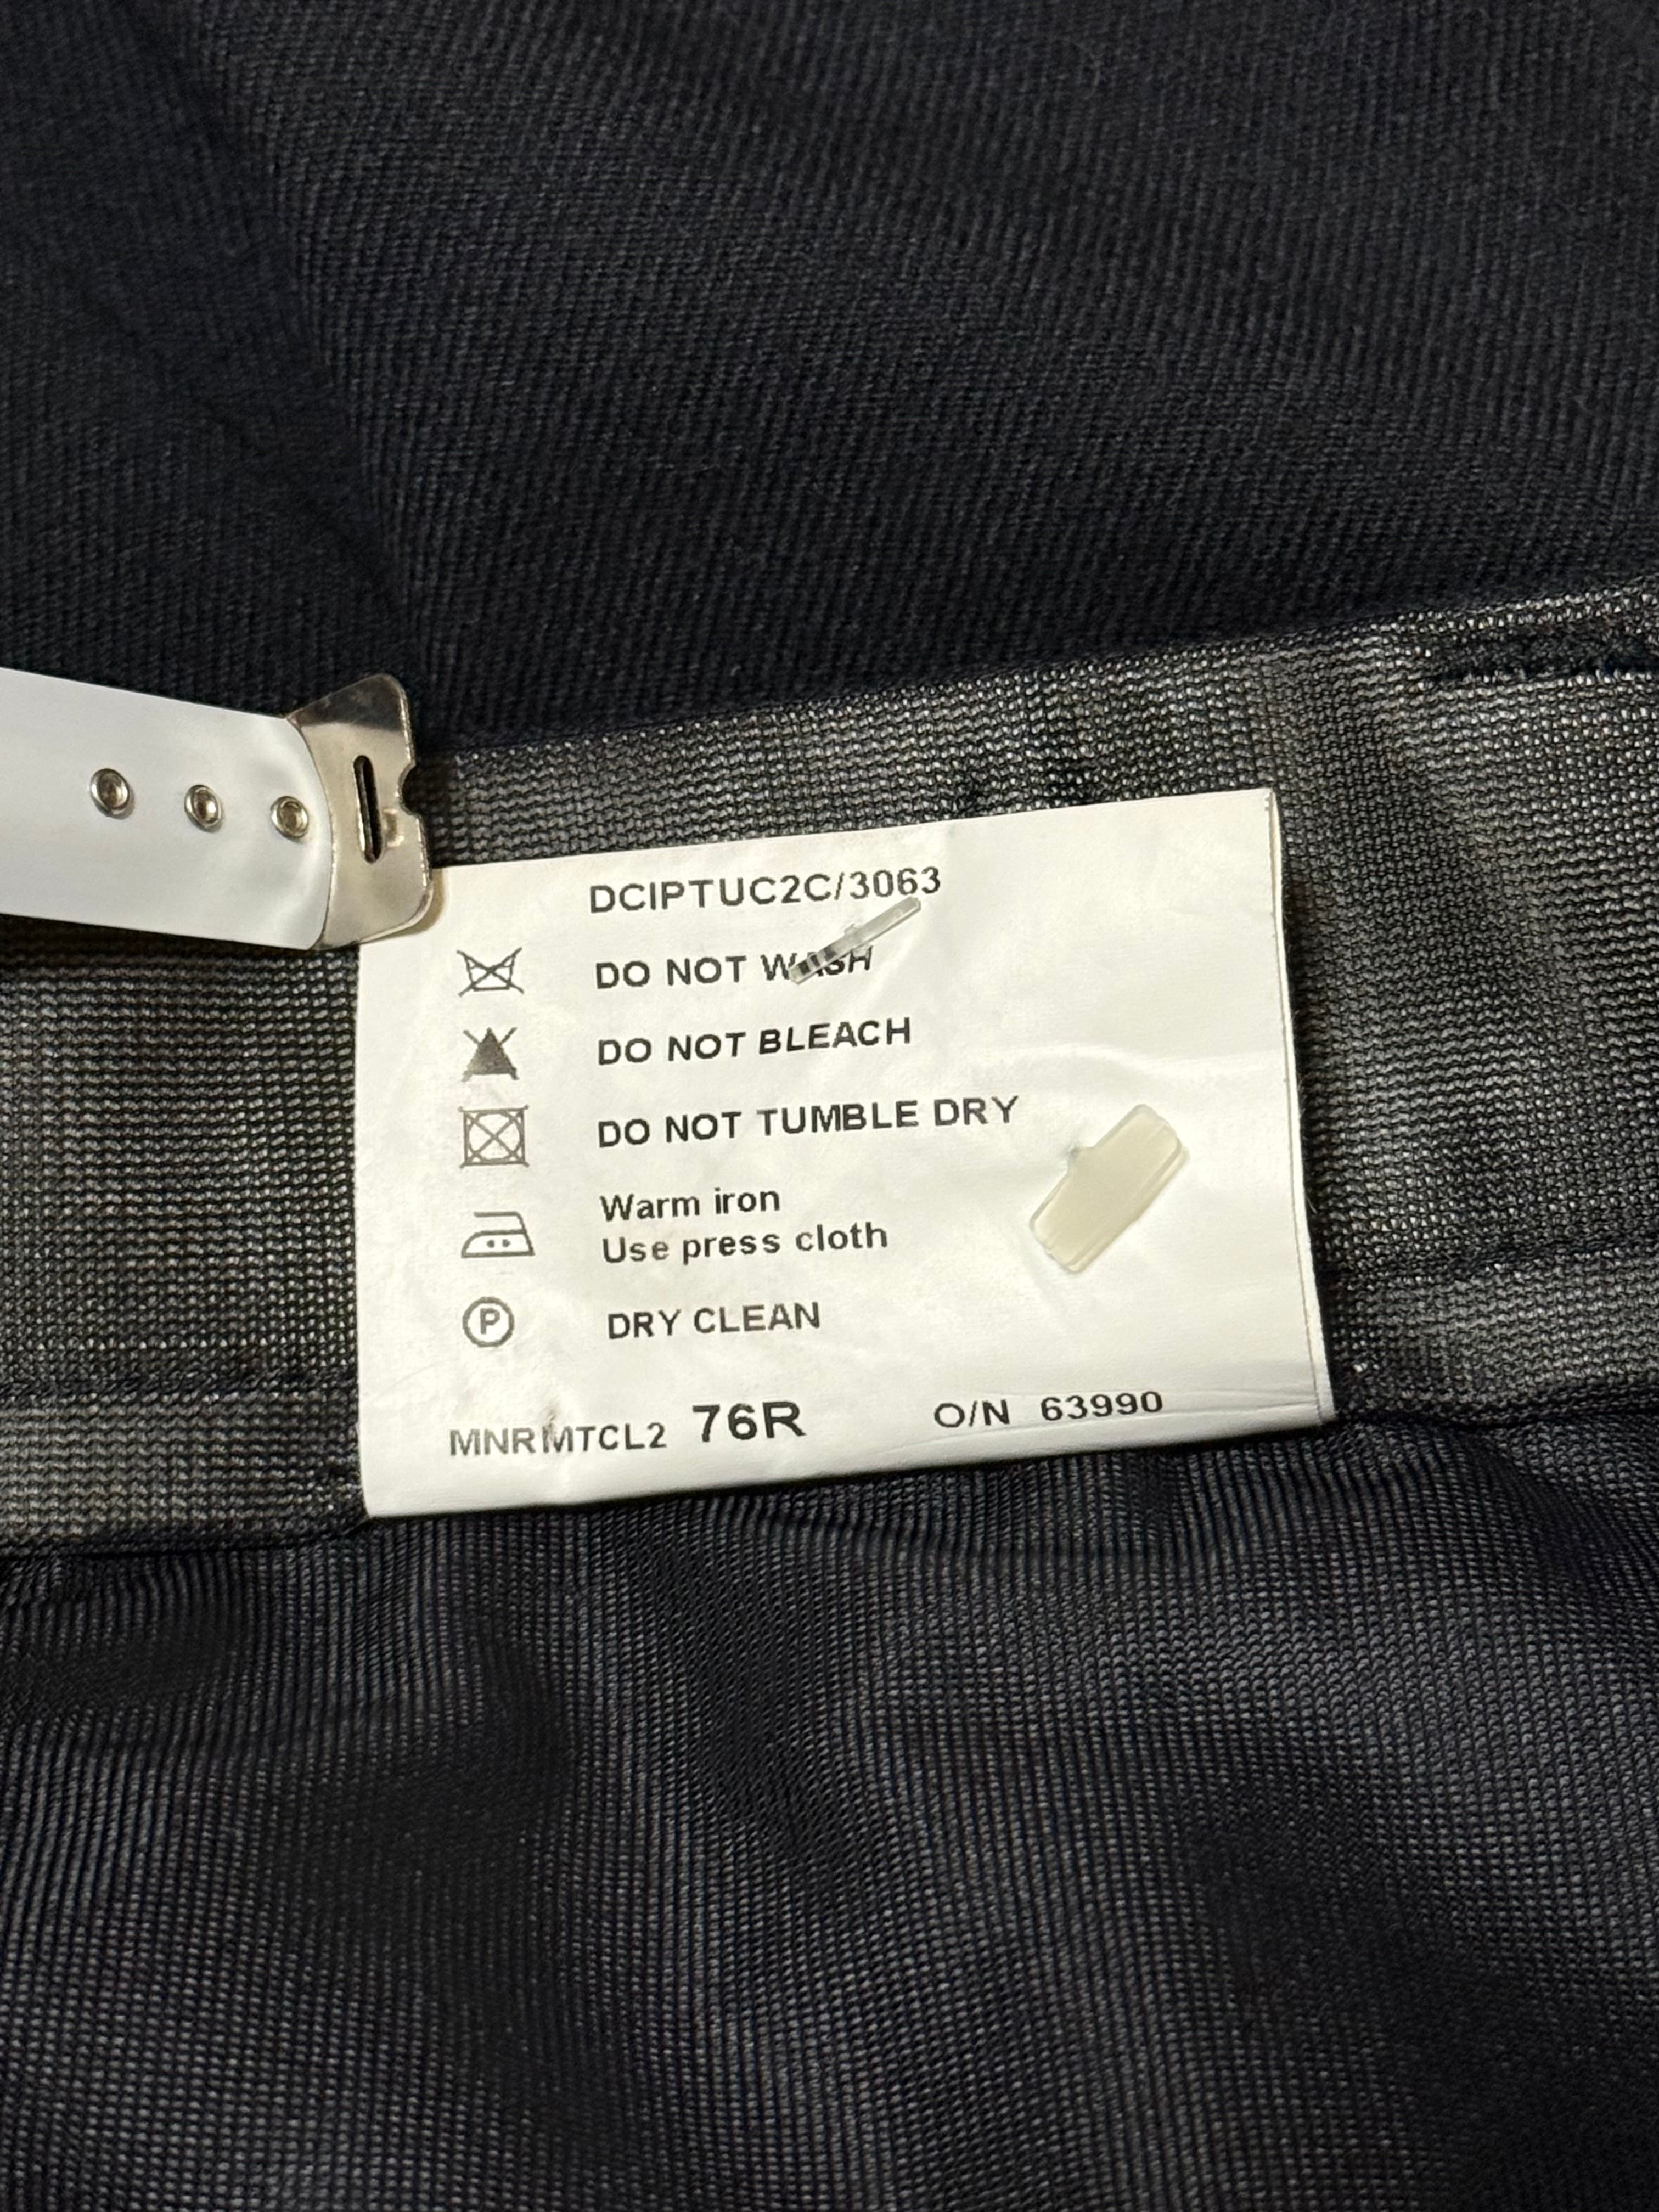 DCIPTUC2C/3063
DO NOT WASH
DO NOT BLEACH
DO NOT TUMBLE DRY
Warm iron
Use press cloth
P DRY CLEAN
MNRMTCL2 76R O/N 63990